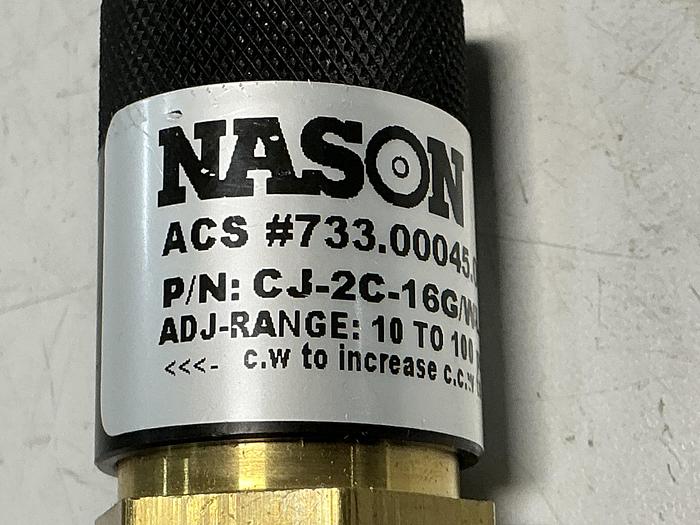 NASON
ACS #733.00045.
P/N: CJ-2C-16G/W
ADJ-RANGE: 10 TO 100
<<<- c.w to increase c.c.w